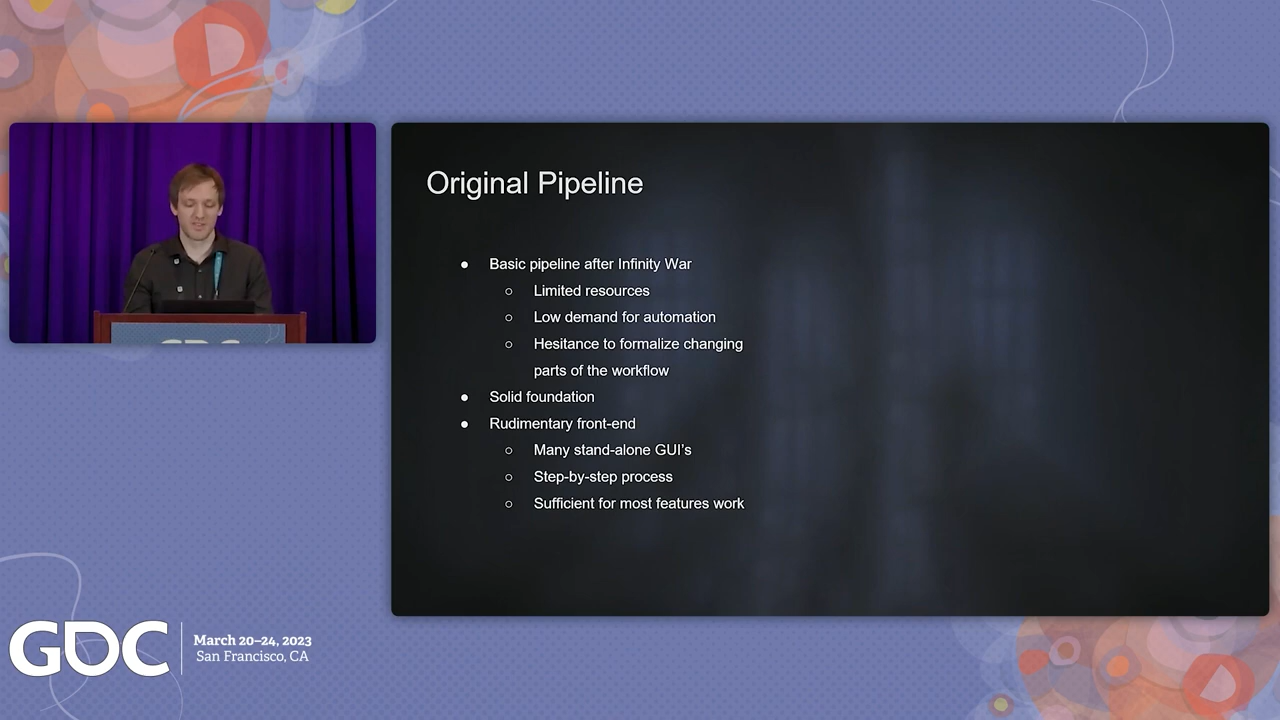 Original Pipeline
● Basic pipeline after Infinity War
○ Limited resources
○ Low demand for automation
○ Hesitance to formalize changing
parts of the workflow
● Solid foundation
● Rudimentary front-end
○ Many stand-alone GUI's
○ Step-by-step process
○ Sufficient for most features work
GDC
March 20–24, 2023
San Francisco, CA